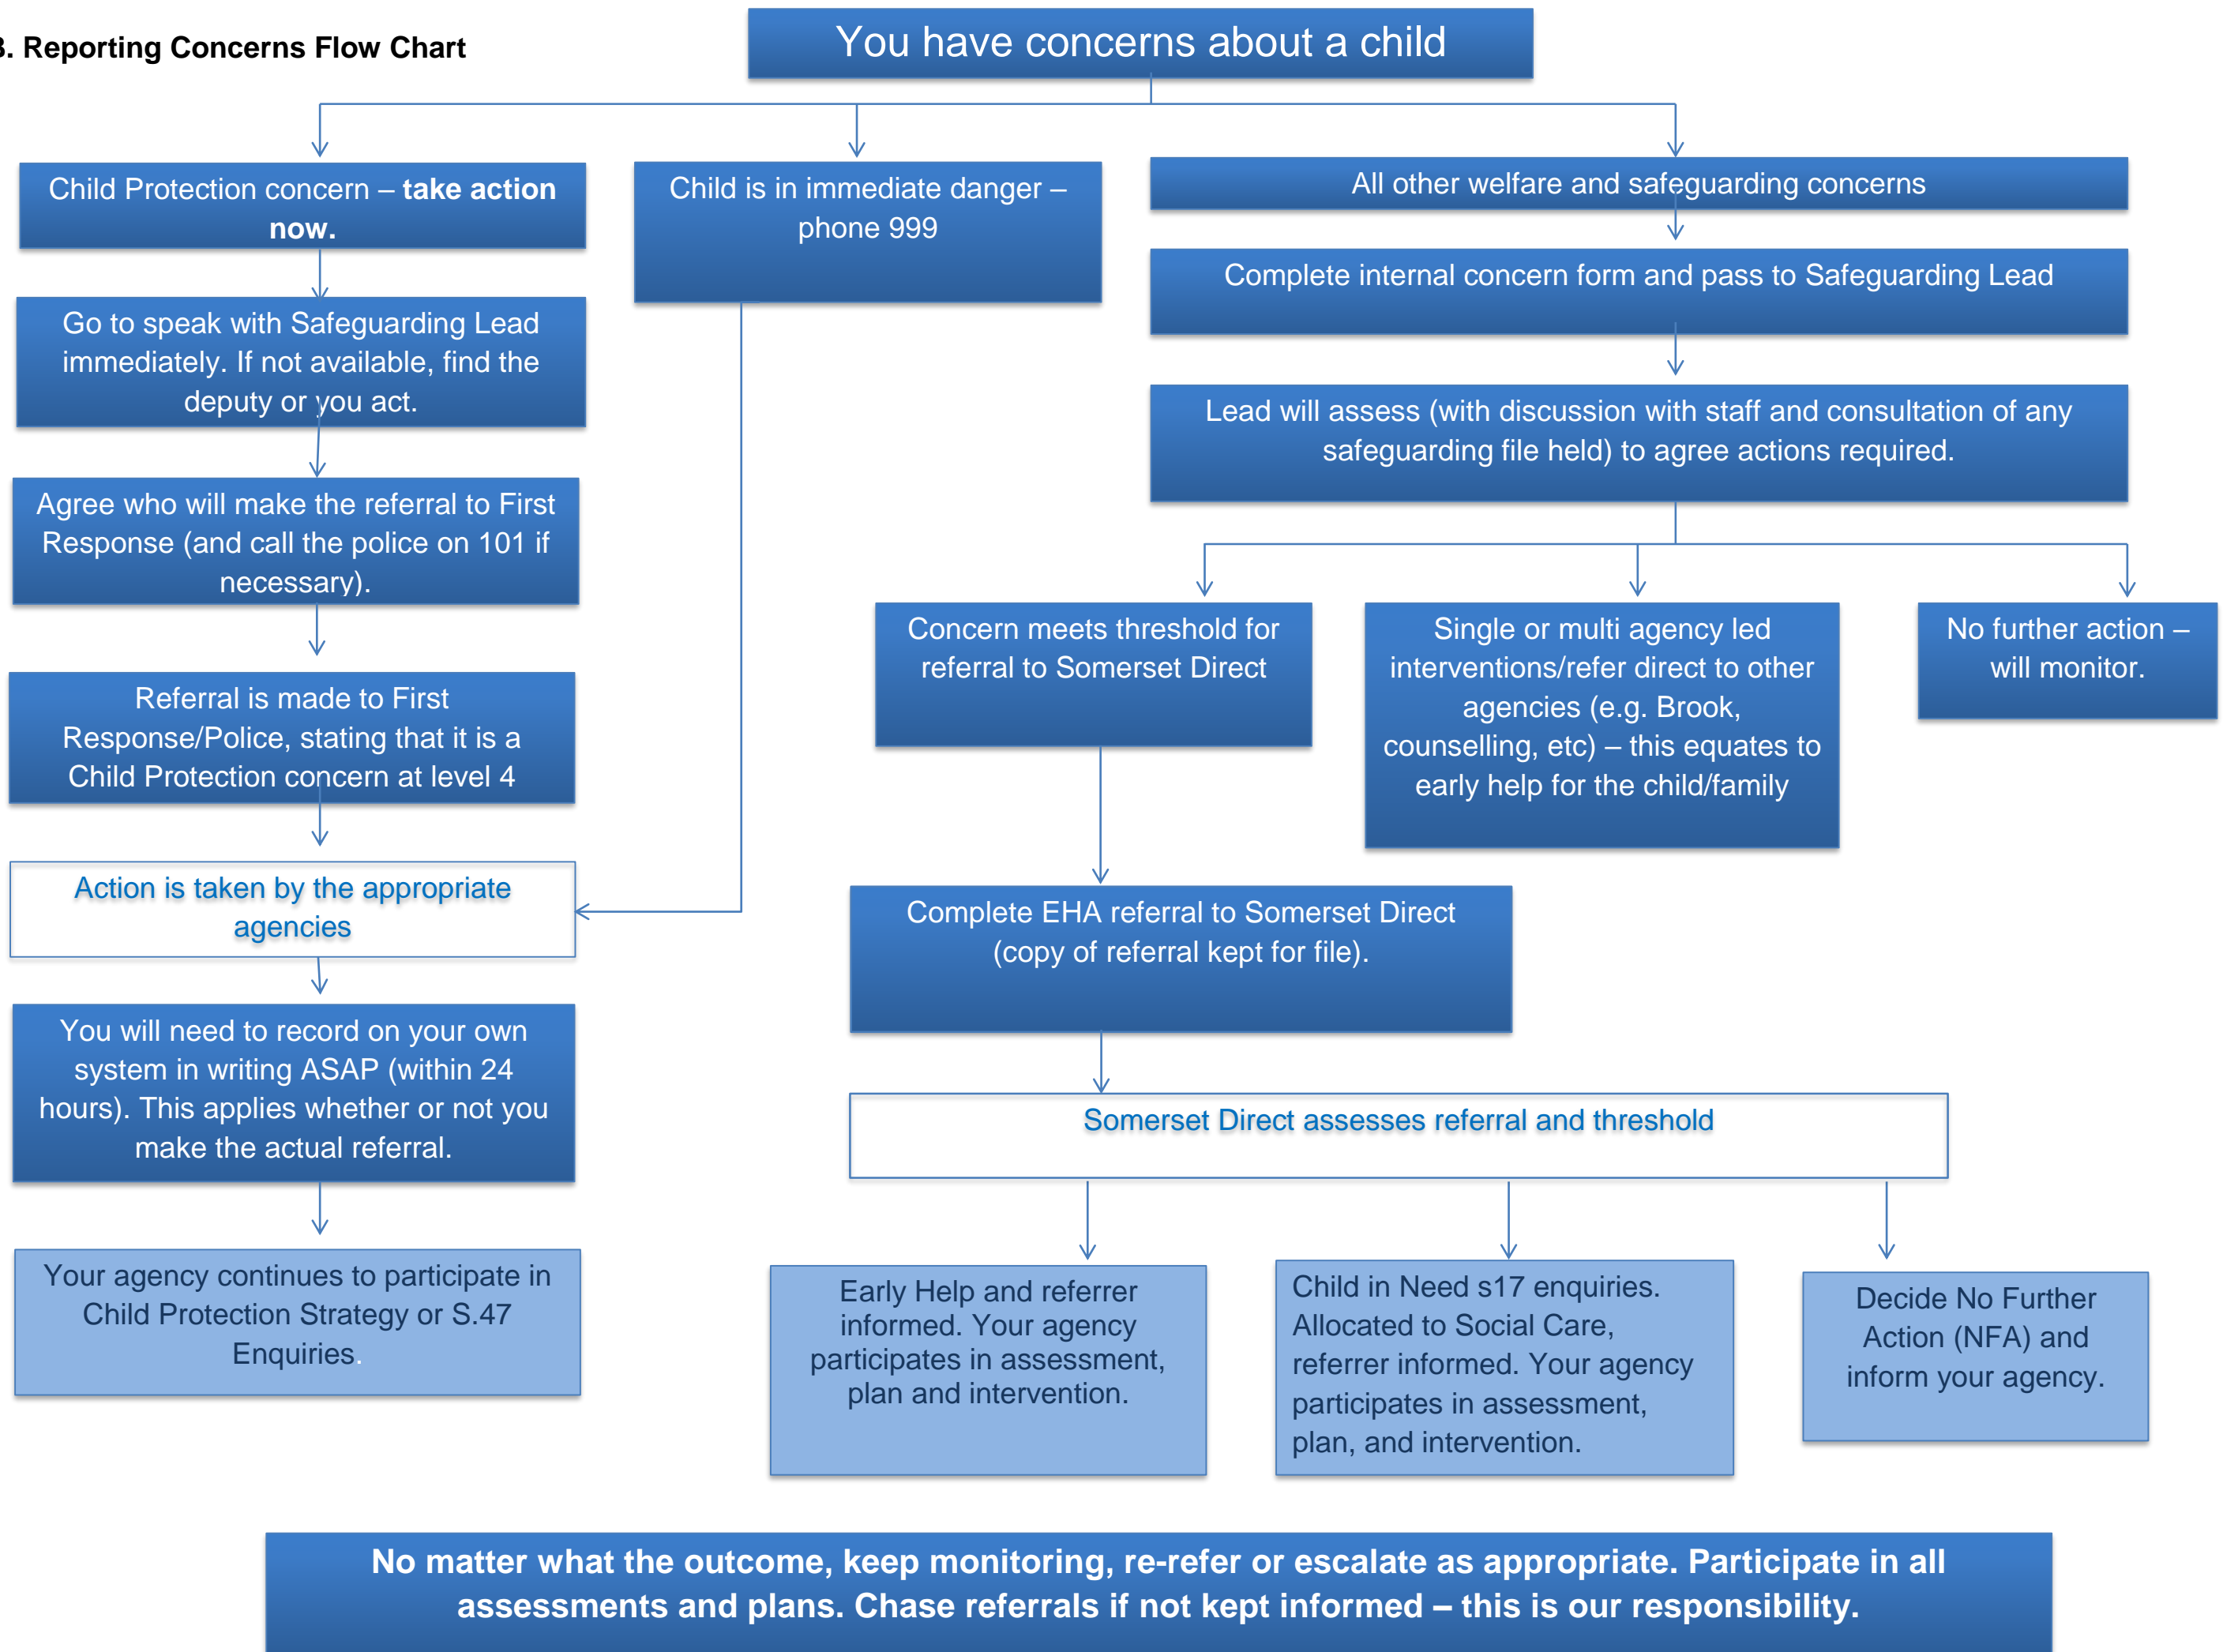 3. Reporting Concerns Flow Chart
You have concerns about a child
Child Protection concern – take action
now.
Child is in immediate danger –
phone 999
All other welfare and safeguarding concerns
Go to speak with Safeguarding Lead
immediately. If not available, find the
deputy or you act.
Complete internal concern form and pass to Safeguarding Lead
Lead will assess (with discussion with staff and consultation of any
safeguarding file held) to agree actions required.
Agree who will make the referral to First
Response (and call the police on 101 if
necessary).
Concern meets threshold for
referral to Somerset Direct
Single or multi agency led
interventions/refer direct to other
agencies (e.g. Brook,
counselling, etc) – this equates to
early help for the child/family
No further action –
will monitor.
Referral is made to First
Response/Police, stating that it is a
Child Protection concern at level 4
Action is taken by the appropriate
agencies
Complete EHA referral to Somerset Direct
(copy of referral kept for file).
You will need to record on your own
system in writing ASAP (within 24
hours). This applies whether or not you
make the actual referral.
Somerset Direct assesses referral and threshold
Your agency continues to participate in
Child Protection Strategy or S.47
Enquiries.
Early Help and referrer
informed. Your agency
participates in assessment,
plan and intervention.
Child in Need s17 enquiries.
Allocated to Social Care,
referrer informed. Your agency
participates in assessment,
plan, and intervention.
Decide No Further
Action (NFA) and
inform your agency.
No matter what the outcome, keep monitoring, re-refer or escalate as appropriate. Participate in all
assessments and plans. Chase referrals if not kept informed – this is our responsibility.